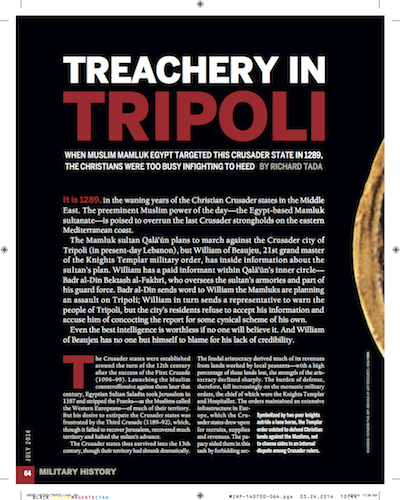 TREACHERY IN
TRIPOLI
WHEN MUSLIM MAMLUK EGYPT TARGETED THIS CRUSADER STATE IN 1289,
THE CHRISTIANS WERE TOO BUSY INFIGHTING TO HEED BY RICHARD TADA
It is 1289, in the waning years of the Christian Crusader states in the Middle
East. The preeminent Muslim power of the day—the Egypt-based Mamluk
sultanate—is poised to overrun the last Crusader strongholds on the eastern
Mediterranean coast.
The Mamluk sultan Qalā'ūn plans to march against the Crusader city of
Tripoli (in present-day Lebanon), but William of Beaujeu, 21st grand master
of the Knights Templar military order, has inside information about the
sultan's plan. William has a paid informant within Qalā'ūn's inner circle—
Badr al-Din Bektash al-Fakhri, who oversees the sultan's armories and part of
his guard force. Badr al-Din sends word to William the Mamluks are planning
an assault on Tripoli; William in turn sends a representative to warn the
people of Tripoli, but the city's residents refuse to accept his information and
accuse him of concocting the report for some cynical scheme of his own.
Even the best intelligence is worthless if no one will believe it. And William
of Beaujeu has no one but himself to blame for his lack of credibility.
The Crusader states were established
around the turn of the 12th century
after the success of the First Crusade
(1096–99). Launching the Muslim
counteroffensive against them later that
century, Egyptian Sultan Saladin took Jerusalem in
1187 and stripped the Franks—as the Muslims called
the Western Europeans—of much of their territory.
But his desire to extirpate the Crusader states was
frustrated by the Third Crusade (1189–92), which,
though it failed to recover Jerusalem, recovered much
territory and halted the sultan's advance.
The Crusader states thus survived into the 13th
century, though their territory had shrunk dramatically.
The feudal aristocracy derived much of its revenues
from lands worked by local peasants—with a high
percentage of these lands lost, the strength of the aris-
tocracy declined sharply. The burden of defense,
therefore, fell increasingly on the monastic military
orders, the chief of which were the Knights Templar
and Hospitaller. The orders maintained an extensive
infrastructure in Eur-
ope, which the Cru-
sader states drew upon
for recruits, supplies
and revenues. The pa-
pacy aided them in this
task by forbidding sec-
Symbolized by two poor knights
astride a lone horse, the Templar
order existed to defend Christian
lands against the Muslims, not
to choose sides in an internal
dispute among Crusader rulers.
JULY 2014
64 MILITARY HISTORY
MIHP-140700-064.pgs 03.24.2014
BLACK YELLOW MAGENTA CYAN